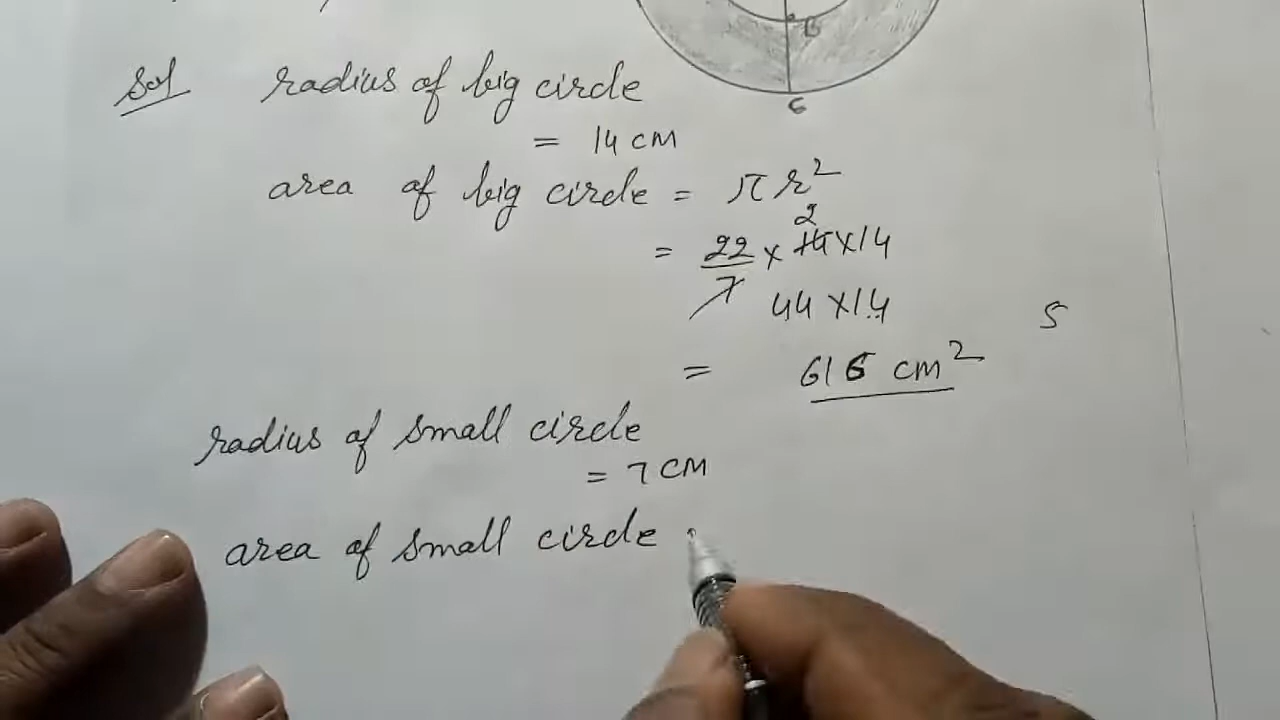 B
C
Sol radius of big circle
= 14 CM
area of big circle = πr²
2
= 22/7 × 14 × 14
44 × 14
S
= 616 cm²
radius of small circle
= 7 CM
area of small circle